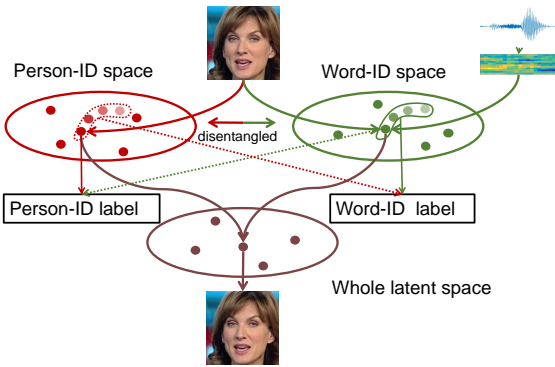 Person-ID space
Word-ID space
disentangled
Person-ID label
Word-ID label
Whole latent space